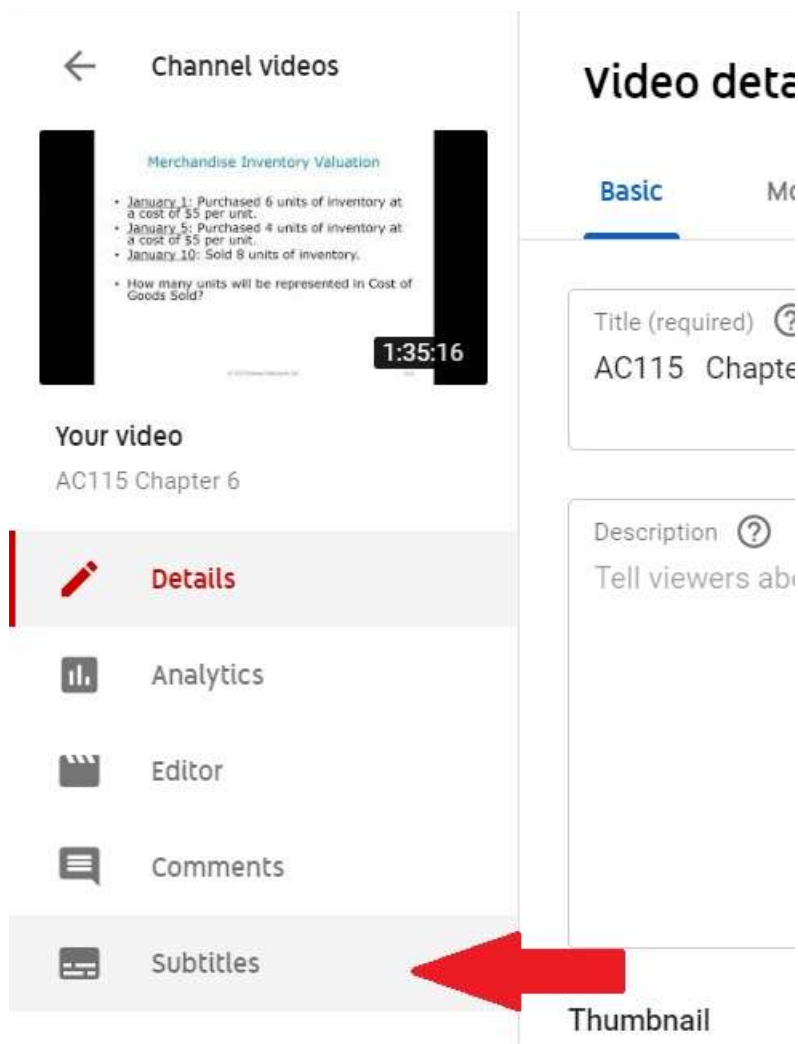 Channel videos
Merchandise Inventory Valuation
• January 1: Purchased 6 units of inventory at
a cost of $5 per unit.
• January 5: Purchased 4 units of inventory at
a cost of $5 per unit.
• January 10: Sold 8 units of inventory.
• How many units will be represented in Cost of
Goods Sold?
1:35:16
Your video
AC115 Chapter 6
Details
Analytics
Editor
Comments
Subtitles
Video deta
Basic
Mo
Title (required)
AC115 Chapte
Description ?
Tell viewers abo
Thumbnail